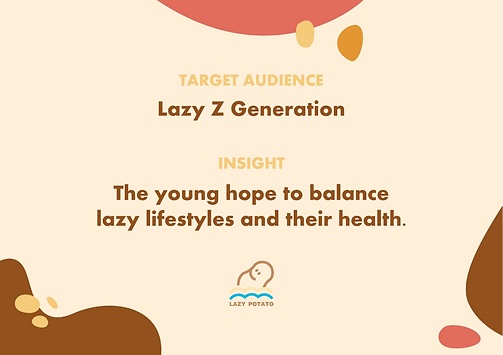 TARGET AUDIENCE
Lazy Z Generation
INSIGHT
The young hope to balance
lazy lifestyles and their health.
LAZY POTATO